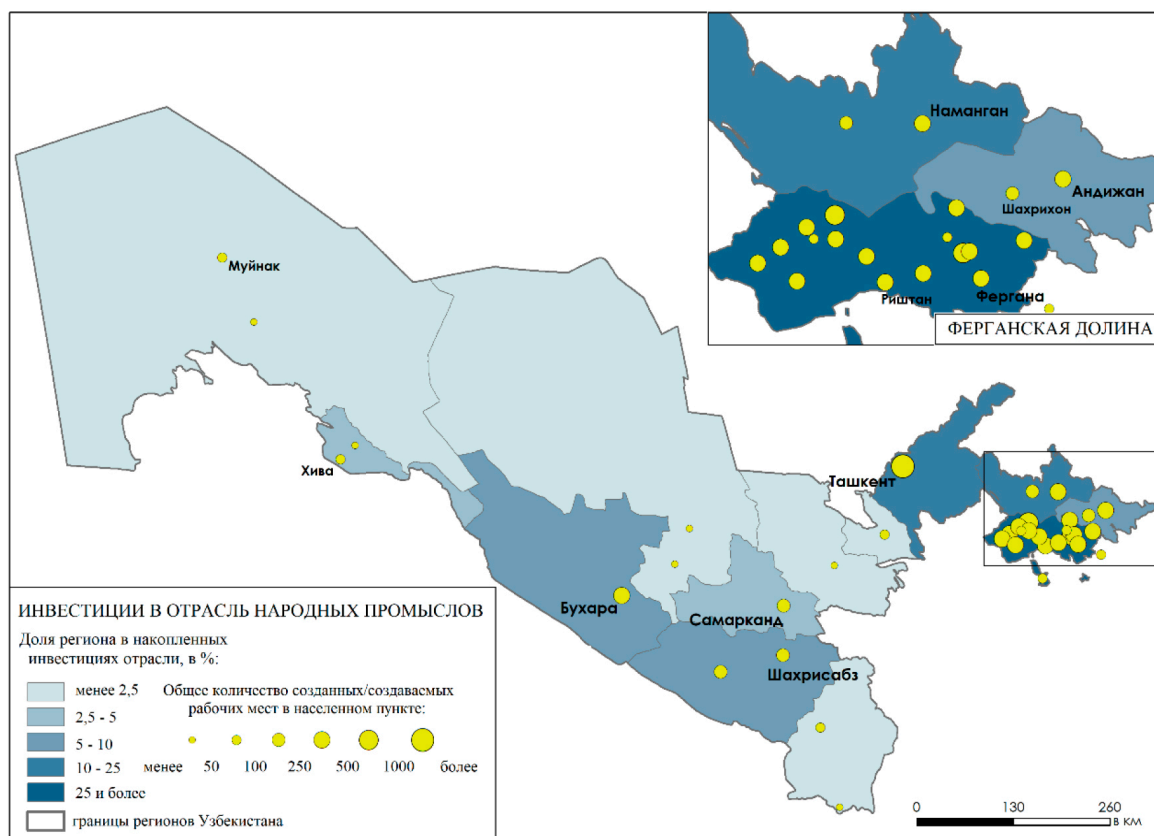 Наманган
Андижан
Шахрихон
Риштан
Фергана
ФЕРГАНСКАЯ ДОЛИНА
Муйнак
Хива
Ташкент
Бухара
Самарканд
Шахрисабз
ИНВЕСТИЦИИ В ОТРАСЛЬ НАРОДНЫХ ПРОМЫСЛОВ
Доля региона в накопленных
инвестициях отрасли, в %:
менее 2,5
2,5 - 5
5 - 10
10 - 25
25 и более
границы регионов Узбекистана
Общее количество созданных/создаваемых
рабочих мест в населенном пункте:
менее 50 100 250 500 1000 более
0 130 260
в км